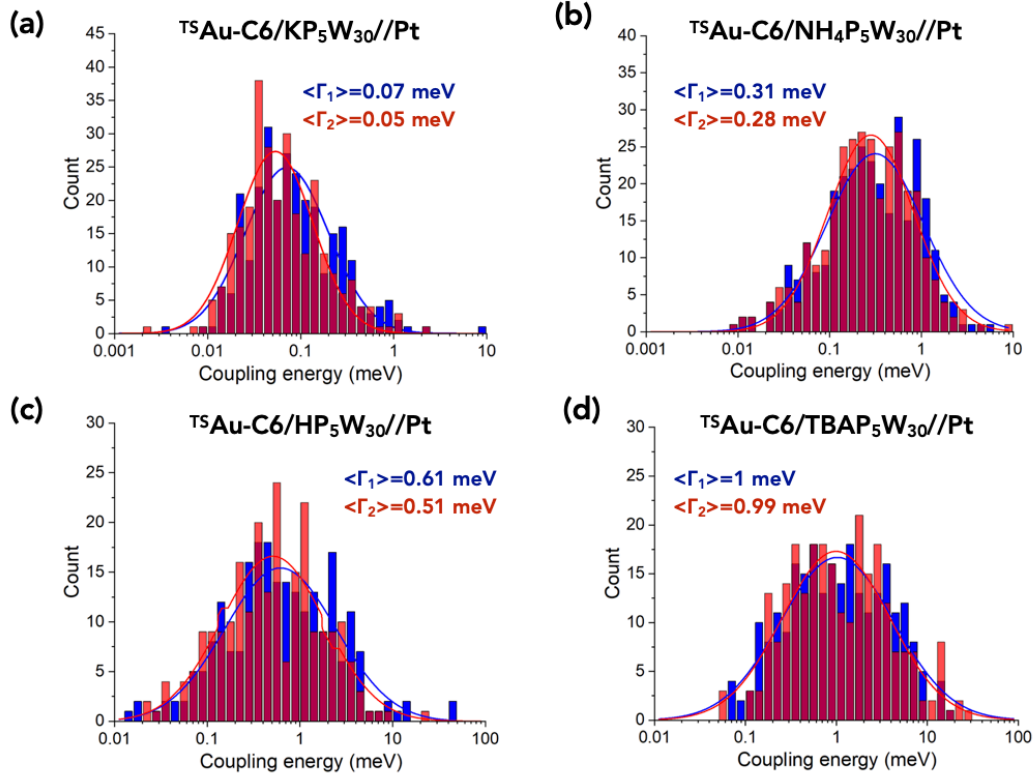 (a)
ᵀˢAu-C6/KP₅W₃₀//Pt
<Γ₁>=0.07 meV
<Γ₂>=0.05 meV
Count
45
40
35
30
25
20
15
10
5
0
0.001
0.01
0.1
1
10
Coupling energy (meV)
(b)
ᵀˢAu-C6/NH₄P₅W₃₀//Pt
<Γ₁>=0.31 meV
<Γ₂>=0.28 meV
Count
40
35
30
25
20
15
10
5
0
0.001
0.01
0.1
1
10
Coupling energy (meV)
(c)
ᵀˢAu-C6/HP₅W₃₀//Pt
<Γ₁>=0.61 meV
<Γ₂>=0.51 meV
Count
30
25
20
15
10
5
0
0.01
0.1
1
10
100
Coupling energy (meV)
(d)
ᵀˢAu-C6/TBAP₅W₃₀//Pt
<Γ₁>=1 meV
<Γ₂>=0.99 meV
Count
30
25
20
15
10
5
0
0.01
0.1
1
10
100
Coupling energy (meV)